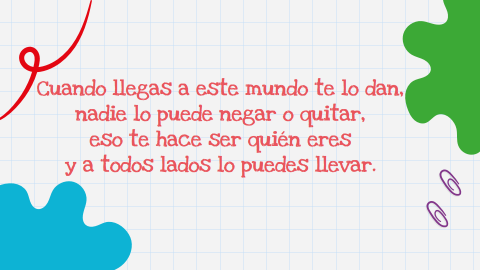 Cuando llegas a este mundo te lo dan,
nadie lo puede negar o quitar,
eso te hace ser quién eres
y a todos lados lo puedes llevar.